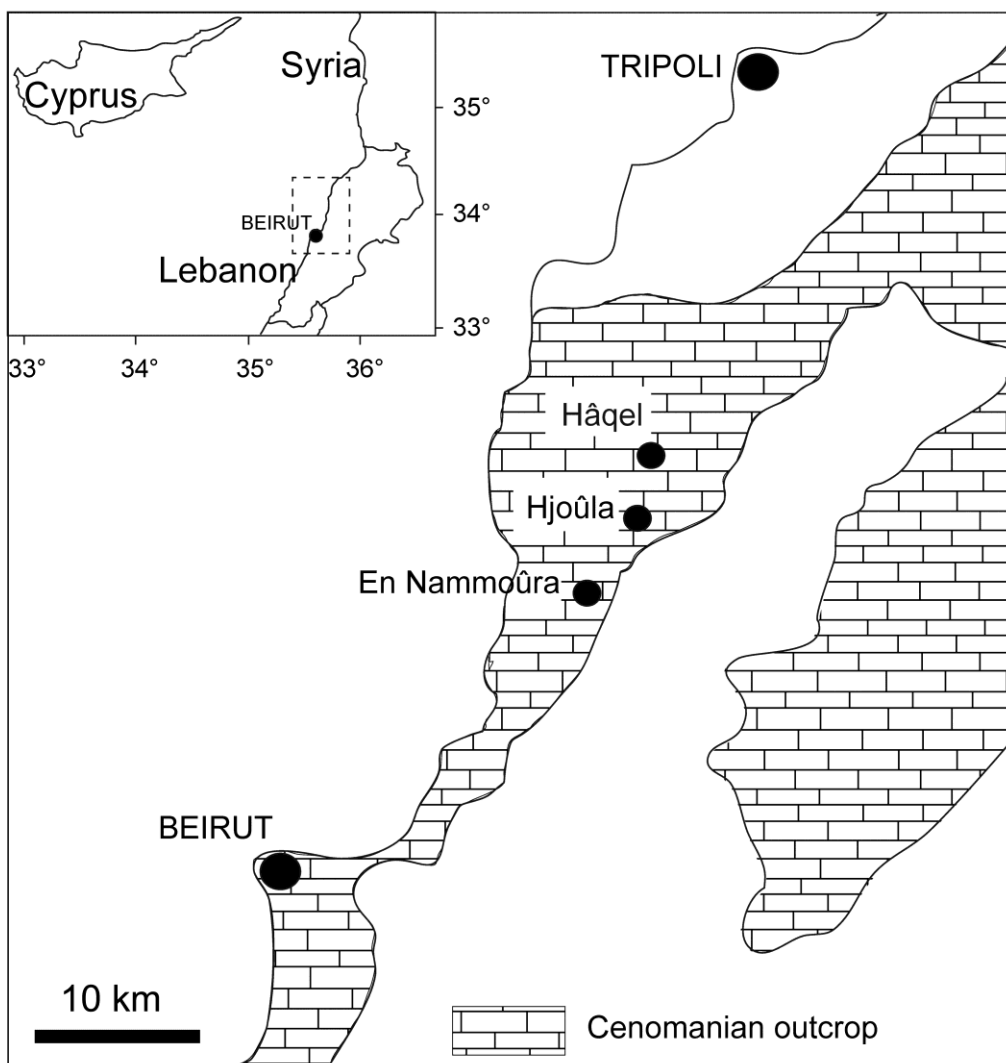 Syria
Cyprus
35°
BEIRUT
34°
Lebanon
33°
33°
34°
35°
36°
TRIPOLI
Hâqel
Hjoûla
En Nammoûra
BEIRUT
10 km
Cenomanian outcrop